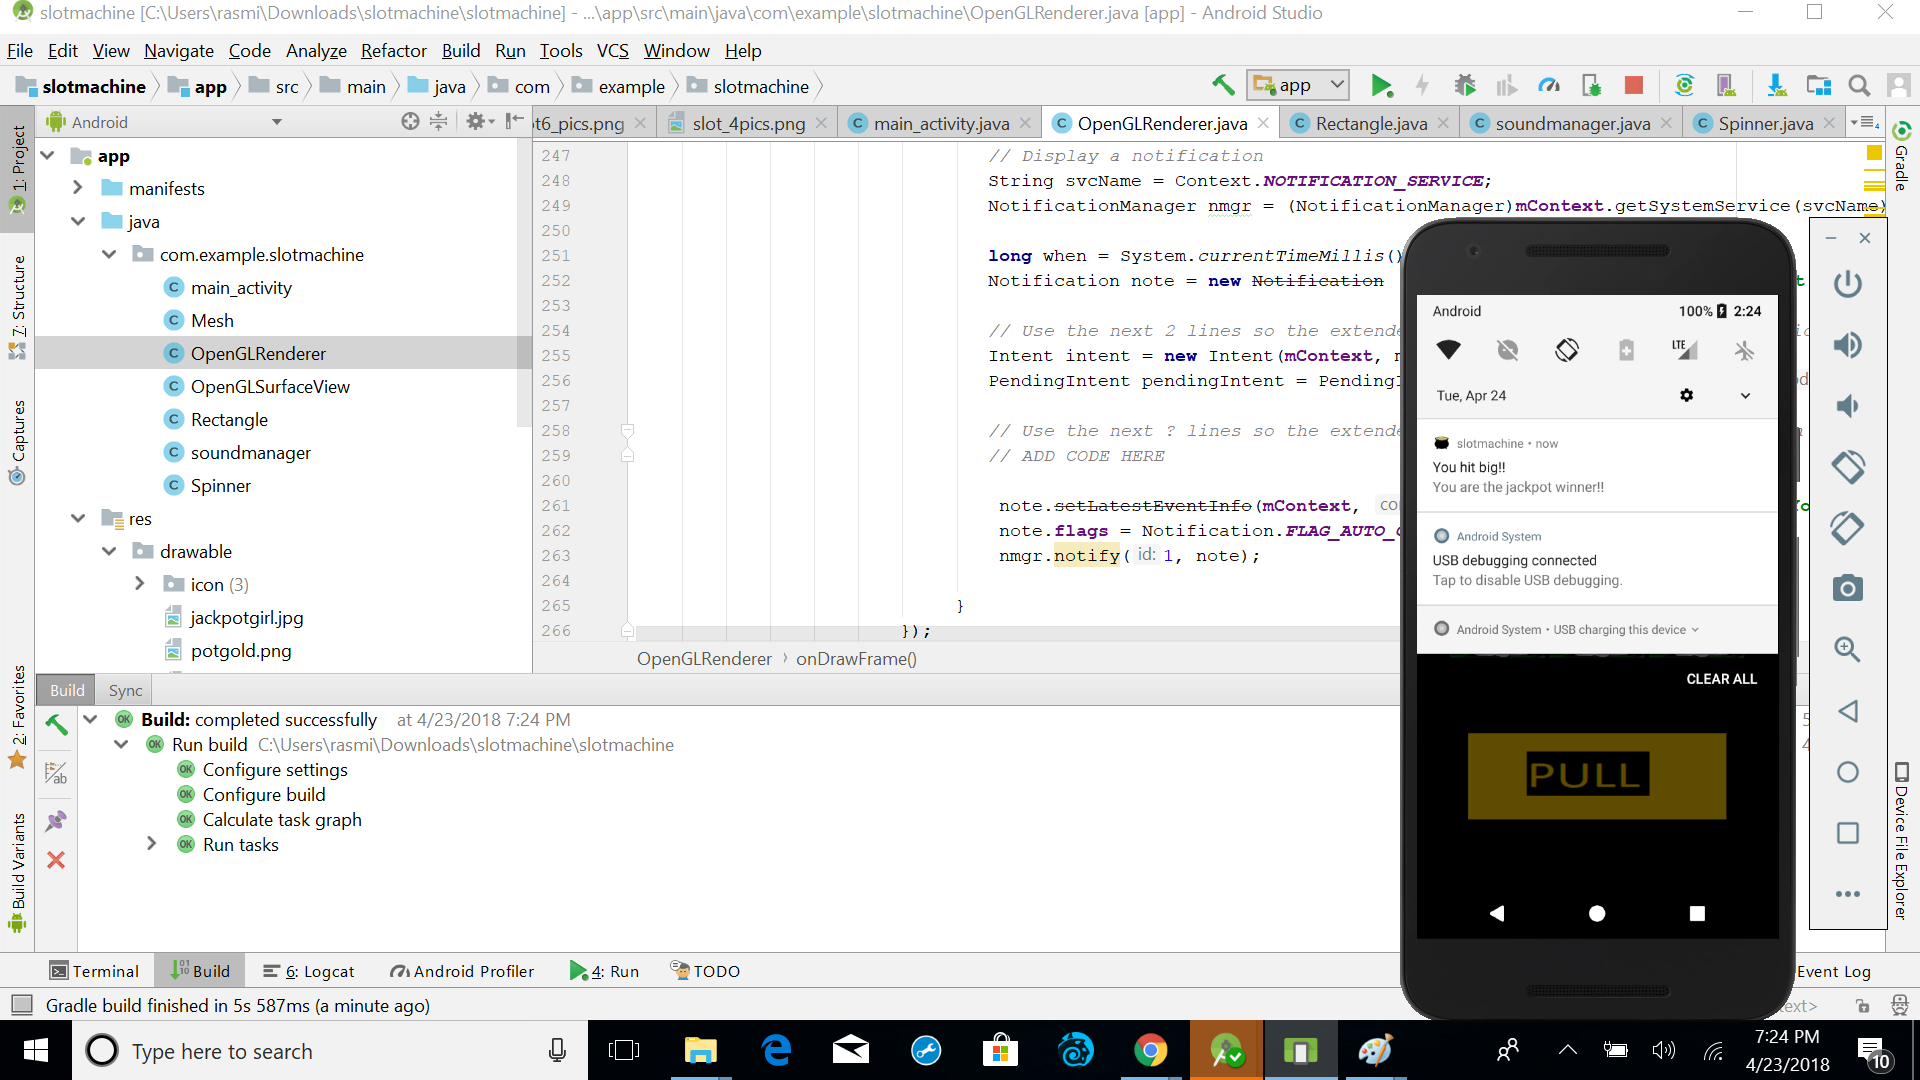 slotmachine [C:\Users\rasmi\Downloads\slotmachine\slotmachine] - ...\app\src\main\java\com\example\slotmachine\OpenGLRenderer.java [app] - Android Studio
File Edit View Navigate Code Analyze Refactor Build Run Tools VCS Window Help
slotmachine app src main java com example slotmachine
app
Android
ot6_pics.png slot_4pics.png main_activity.java OpenGLRenderer.java Rectangle.java soundmanager.java Spinner.java
1: Project
7: Structure
Captures
2: Favorites
Build Variants
app
manifests
java
com.example.slotmachine
main_activity
Mesh
OpenGLRenderer
OpenGLSurfaceView
Rectangle
soundmanager
Spinner
res
drawable
icon (3)
jackpotgirl.jpg
potgold.png
247 // Display a notification
248 String svcName = Context.NOTIFICATION_SERVICE;
249 NotificationManager nmgr = (NotificationManager)mContext.getSystemService(svcName)
250
251 long when = System.currentTimeMillis()
252 Notification note = new Notification
253
254 // Use the next 2 lines so the extende
255 Intent intent = new Intent(mContext, m
256 PendingIntent pendingIntent = PendingI
257
258 // Use the next ? lines so the extende
259 // ADD CODE HERE
260
261 note.setLatestEventInfo(mContext, con
262 note.flags = Notification.FLAG_AUTO_C
263 nmgr.notify( id: 1, note);
264
265 }
266 });
OpenGLRenderer › onDrawFrame()
Gradle
Device File Explorer
Android 100% 2:24
LTE
Tue, Apr 24
slotmachine • now
You hit big!!
You are the jackpot winner!!
Android System
USB debugging connected
Tap to disable USB debugging.
Android System • USB charging this device
CLEAR ALL
PULL
Build Sync
Build: completed successfully at 4/23/2018 7:24 PM
Run build C:\Users\rasmi\Downloads\slotmachine\slotmachine
Configure settings
Configure build
Calculate task graph
Run tasks
Terminal Build 6: Logcat Android Profiler 4: Run TODO Event Log
Gradle build finished in 5s 587ms (a minute ago)
text>
Type here to search
7:24 PM
4/23/2018
10